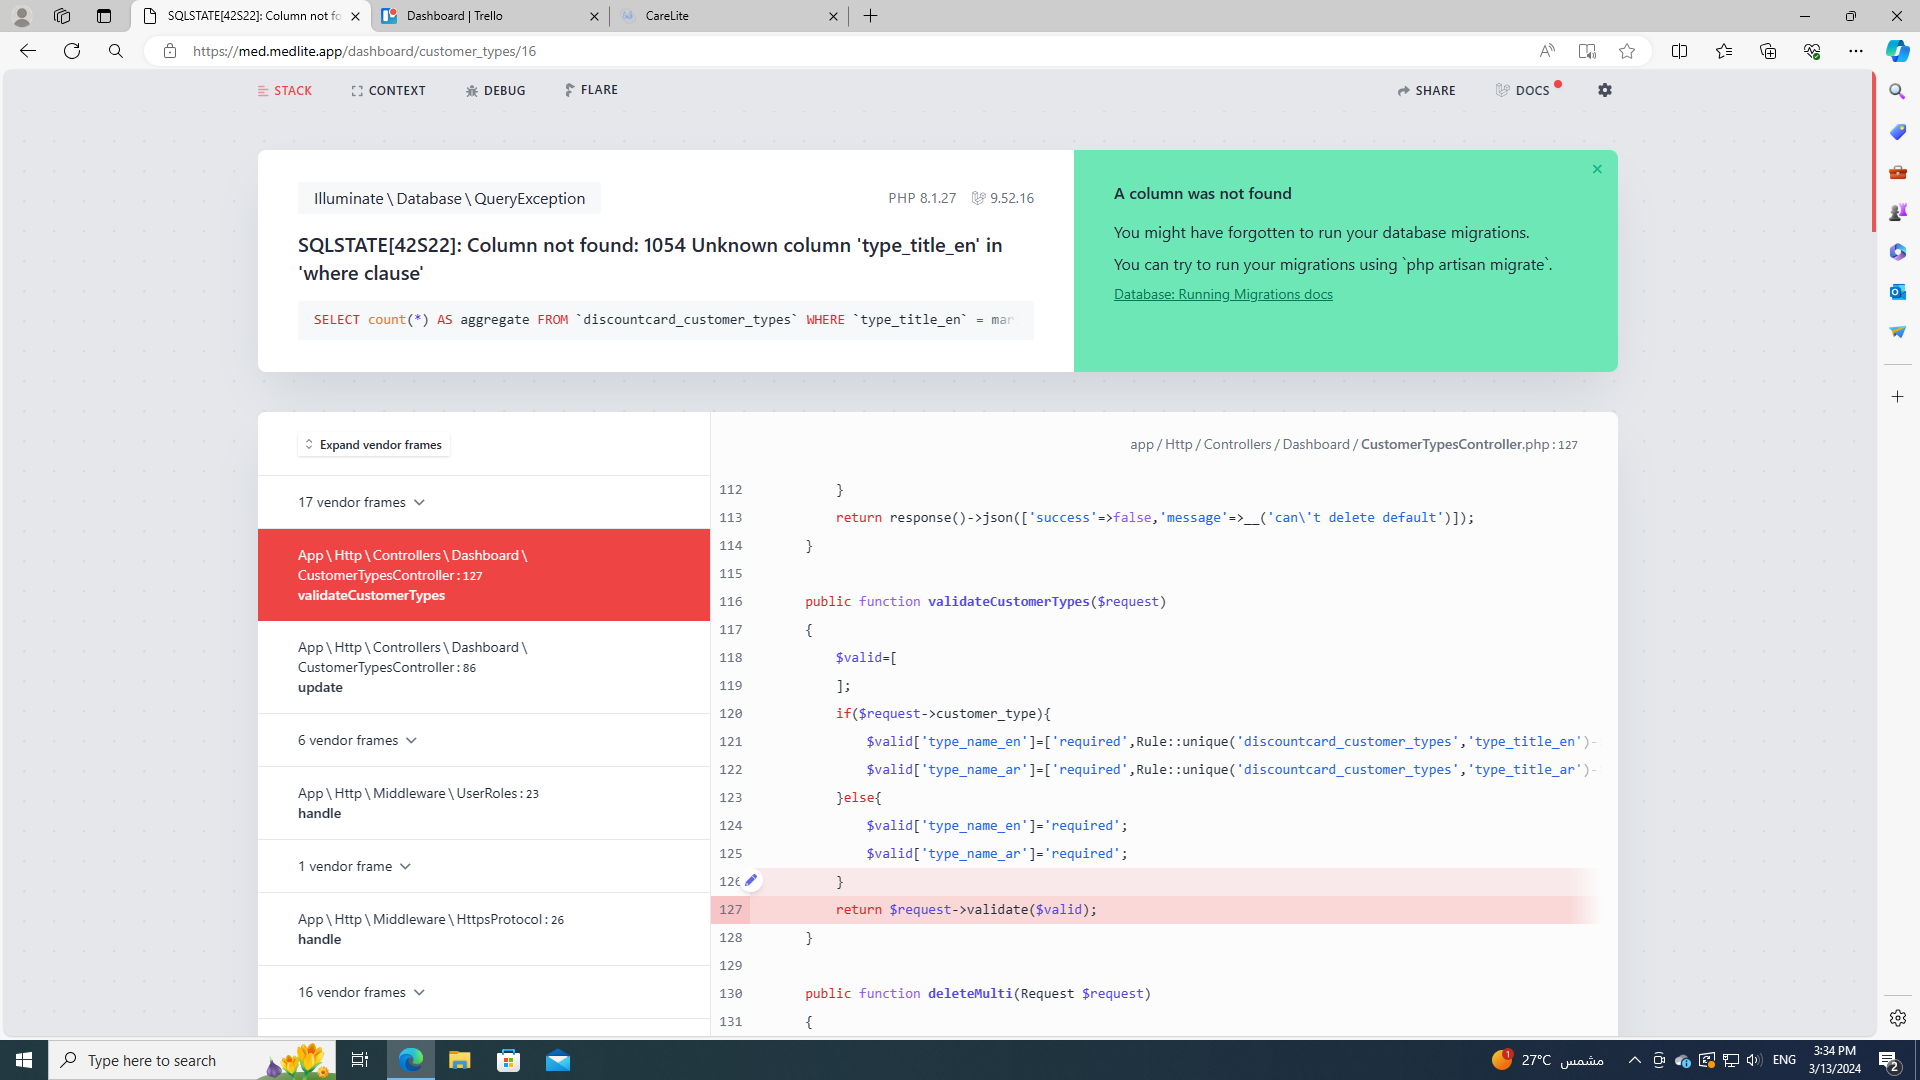 SQLSTATE[42S22]: Column not fo
Dashboard | Trello
CareLite
https://med.medlite.app/dashboard/customer_types/16
STACK
CONTEXT
DEBUG
FLARE
SHARE
DOCS
Illuminate \ Database \ QueryException
PHP 8.1.27
9.52.16
SQLSTATE[42S22]: Column not found: 1054 Unknown column 'type_title_en' in
'where clause'
SELECT count(*) AS aggregate FROM `discountcard_customer_types` WHERE `type_title_en` = mar
A column was not found
You might have forgotten to run your database migrations.
You can try to run your migrations using `php artisan migrate`.
Database: Running Migrations docs
Expand vendor frames
17 vendor frames
App \ Http \ Controllers \ Dashboard \
CustomerTypesController : 127
validateCustomerTypes
App \ Http \ Controllers \ Dashboard \
CustomerTypesController : 86
update
6 vendor frames
App \ Http \ Middleware \ UserRoles : 23
handle
1 vendor frame
App \ Http \ Middleware \ HttpsProtocol : 26
handle
16 vendor frames
app / Http / Controllers / Dashboard / CustomerTypesController.php : 127
112 }
113 return response()->json(['success'=>false,'message'=>__('can\'t delete default')]);
114 }
115
116 public function validateCustomerTypes($request)
117 {
118 $valid=[
119 ];
120 if($request->customer_type){
121 $valid['type_name_en']=['required',Rule::unique('discountcard_customer_types','type_title_en')-
122 $valid['type_name_ar']=['required',Rule::unique('discountcard_customer_types','type_title_ar')-
123 }else{
124 $valid['type_name_en']='required';
125 $valid['type_name_ar']='required';
126 }
127 return $request->validate($valid);
128 }
129
130 public function deleteMulti(Request $request)
131 {
Type here to search
1
27°C مشمس
ENG
3:34 PM
3/13/2024
2